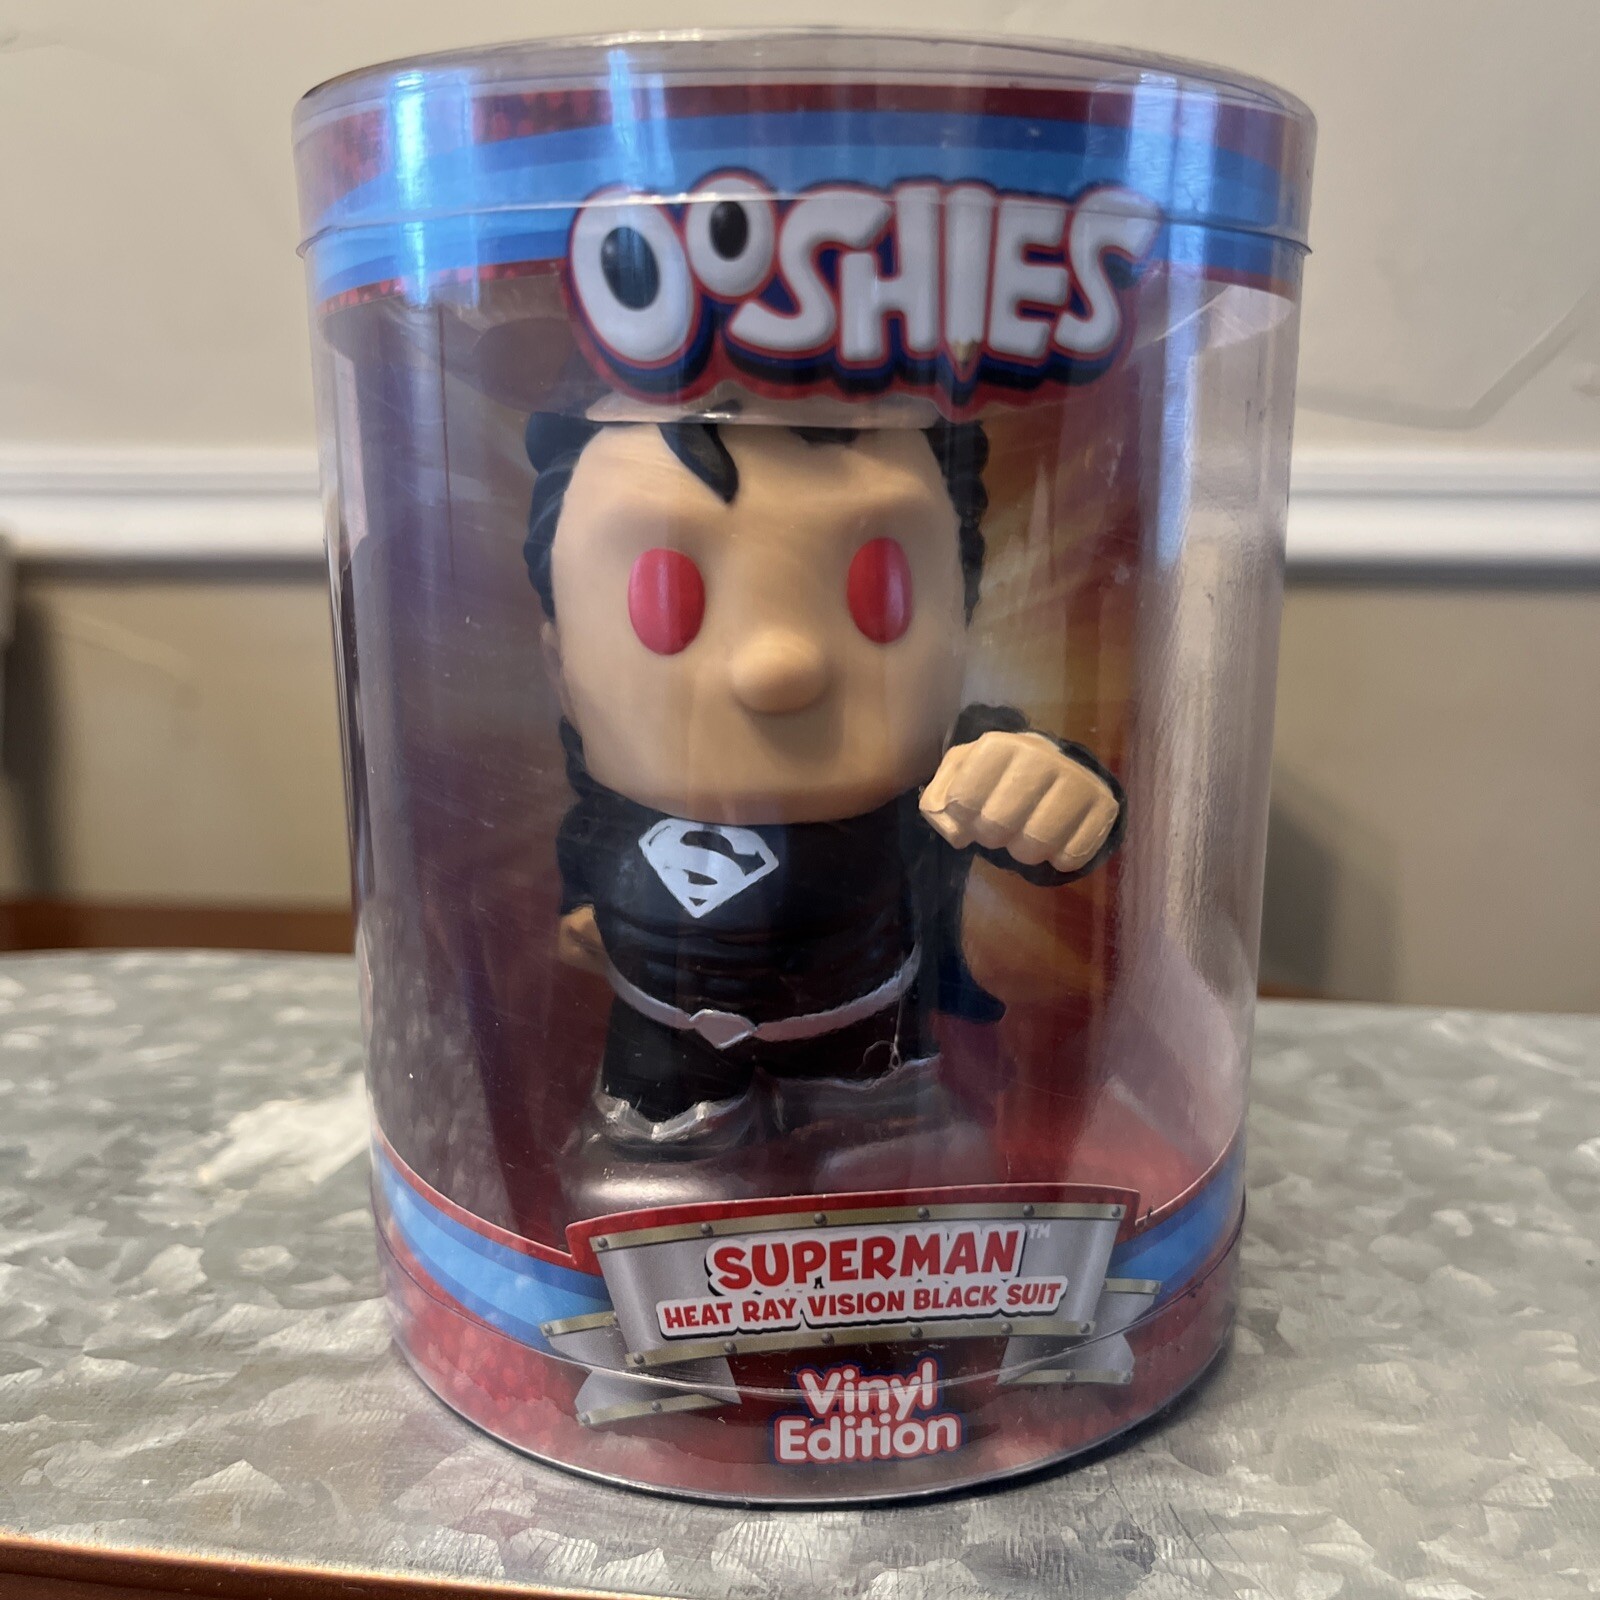 OOSHIES
SUPERMAN™
HEAT RAY VISION BLACK SUIT
Vinyl
Edition